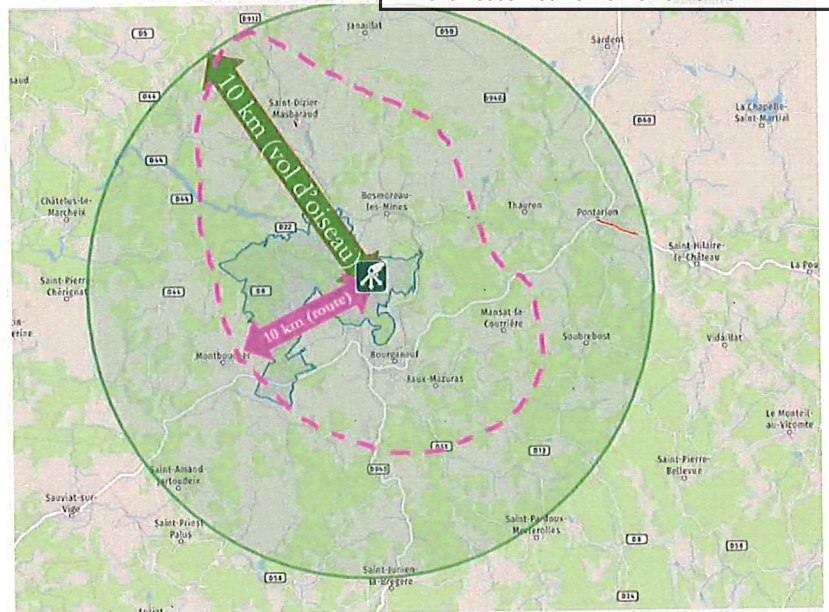 D912
Janaillat
D50
D5
Sardent
D44
D940
Saint-Dizier-
Masbaraud
La Chapelle-
Saint-Martial
D60
10 km (vol d'oiseau)
D44
D44
Châtelus-le-
Marcheix
Bosmoreau-
les-Mines
Thauron
Pontarion
D22
Saint-Hilaire-
le-Château
Saint-Pierre-
Chérignat
D44
D8
10 km (route)
Mansat-la-
Courrière
Soubrebost
Vidaillat
Bourganeuf
Faux-Mazuras
Le Monteil-
au-Vicomte
D51
D13
D940
Saint-Pierre-
Bellevue
Saint-Amand-
Jartoudeix
Sauviat-sur-
Vige
Saint-Priest
Palus
Saint-Pardoux-
Morterolles
D8
D58
D58
Saint-Junien-
la-Bregère
D34